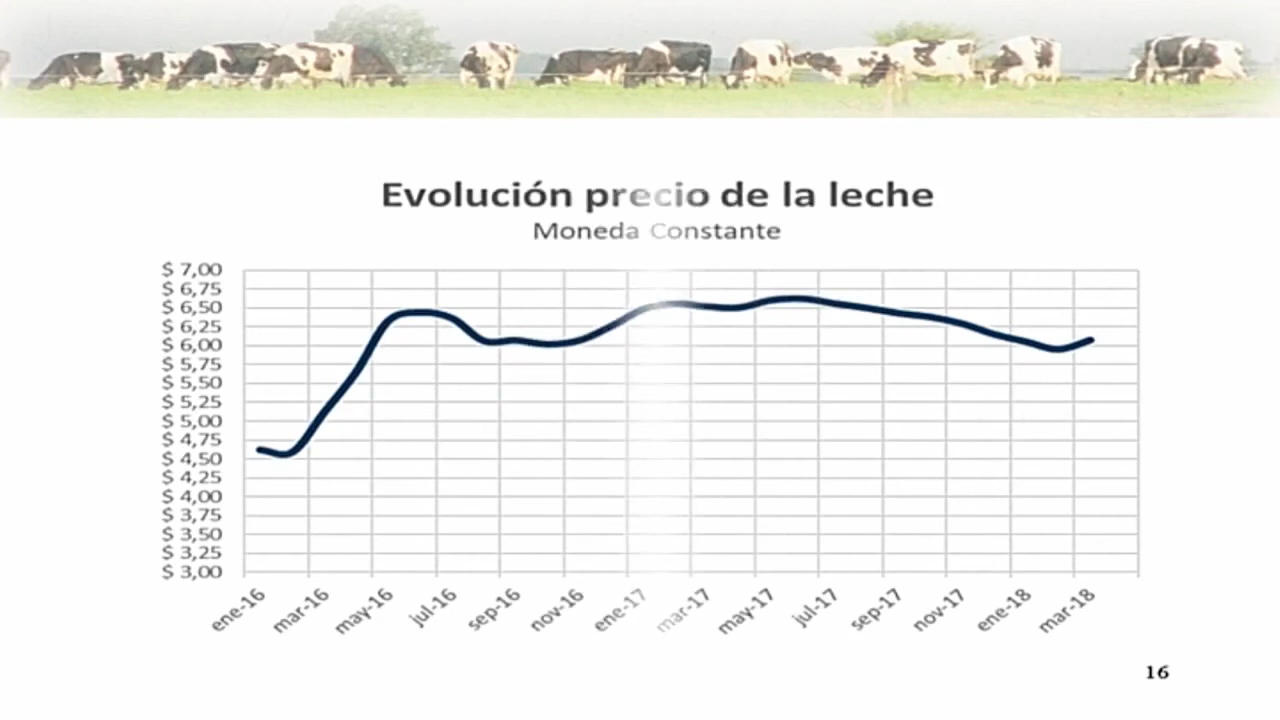 Evolución precio de la leche
Moneda Constante
$ 7,00
$ 6,75
$ 6,50
$ 6,25
$ 6,00
$ 5,75
$ 5,50
$ 5,25
$ 5,00
$ 4,75
$ 4,50
$ 4,25
$ 4,00
$ 3,75
$ 3,50
$ 3,25
$ 3,00
ene-16
mar-16
may-16
jul-16
sep-16
nov-16
ene-17
mar-17
may-17
jul-17
sep-17
nov-17
ene-18
mar-18
16